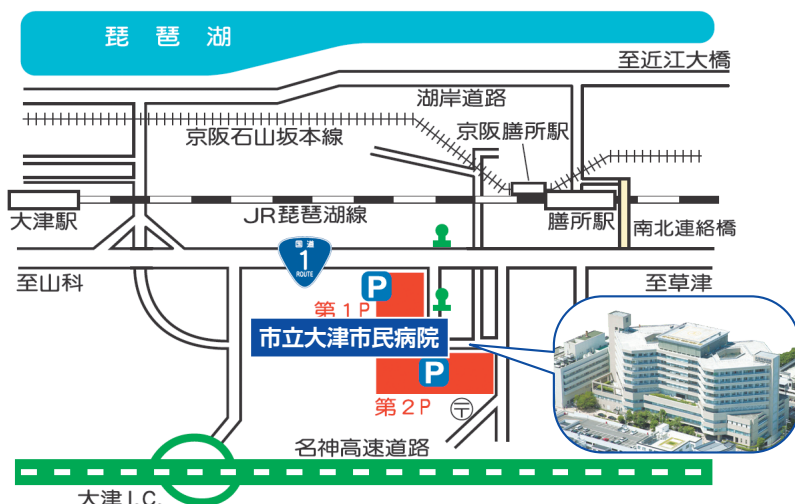 琵琶湖
至近江大橋
湖岸道路
京阪石山坂本線
京阪膳所駅
大津駅
JR琵琶湖線
膳所駅
南北連絡橋
国道
1
ROUTE
至山科
至草津
P
第1P
市立大津市民病院
P
第2P
〒
名神高速道路
大津I.C.